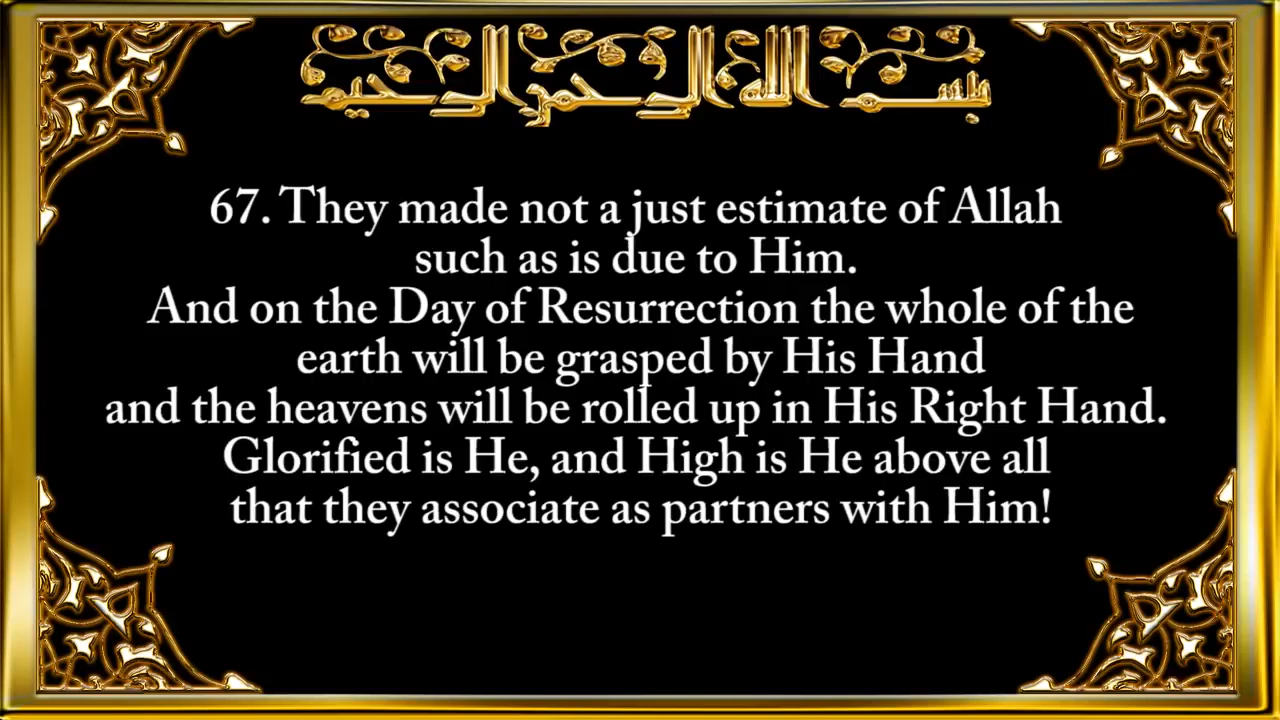 بسم الله الرحمن الرحيم
67. They made not a just estimate of Allah
such as is due to Him.
And on the Day of Resurrection the whole of the
earth will be grasped by His Hand
and the heavens will be rolled up in His Right Hand.
Glorified is He, and High is He above all
that they associate as partners with Him!